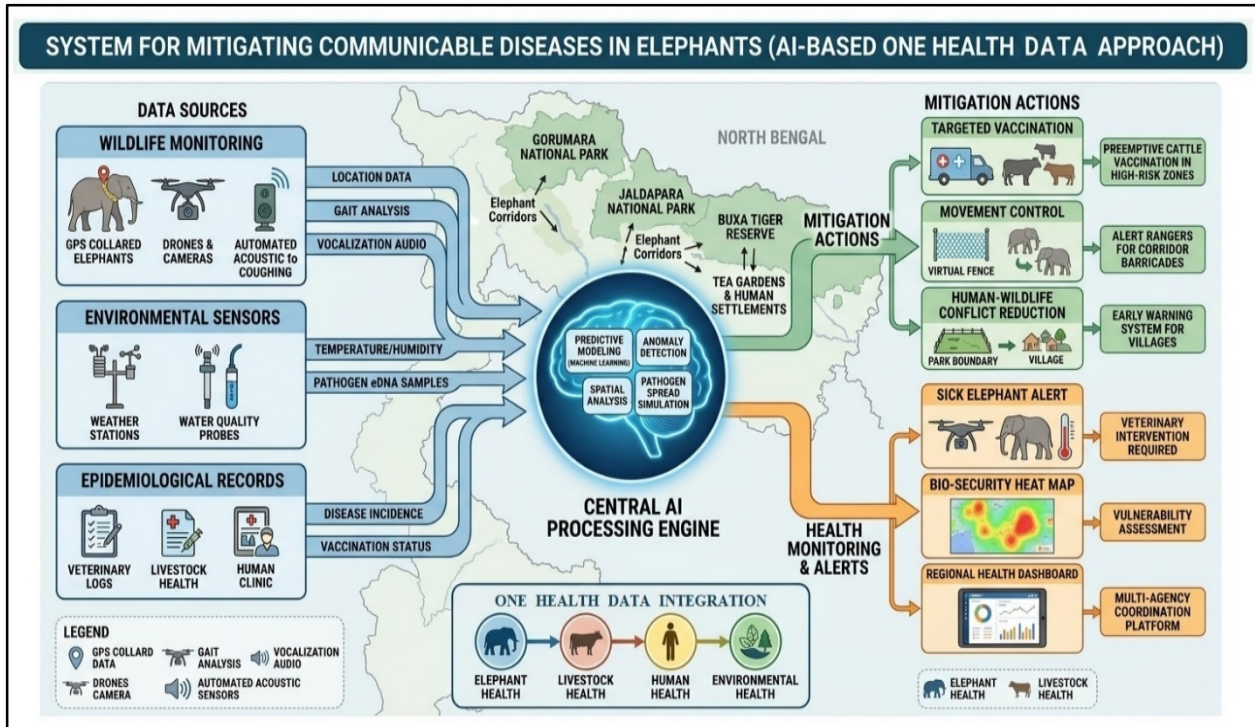 SYSTEM FOR MITIGATING COMMUNICABLE DISEASES IN ELEPHANTS (AI-BASED ONE HEALTH DATA APPROACH)
DATA SOURCES
WILDLIFE MONITORING
GPS COLLARED
ELEPHANTS
DRONES &
CAMERAS
AUTOMATED
ACOUSTIC to
COUGHING
ENVIRONMENTAL SENSORS
WEATHER
STATIONS
WATER QUALITY
PROBES
EPIDEMIOLOGICAL RECORDS
VETERINARY
LOGS
LIVESTOCK
HEALTH
HUMAN
CLINIC
LEGEND
GPS COLLARD
DATA
GAIT
ANALYSIS
VOCALIZATION
AUDIO
DRONES
CAMERA
AUTOMATED ACOUSTIC
SENSORS
LOCATION DATA
GAIT ANALYSIS
VOCALIZATION AUDIO
TEMPERATURE/HUMIDITY
PATHOGEN eDNA SAMPLES
DISEASE INCIDENCE
VACCINATION STATUS
GORUMARA
NATIONAL PARK
NORTH BENGAL
Elephant
Corridors
JALDAPARA
NATIONAL PARK
Elephant
Corridors
BUXA TIGER
RESERVE
TEA GARDENS
& HUMAN
SETTLEMENTS
PREDICTIVE
MODELING
(MACHINE LEARNING)
ANOMALY
DETECTION
SPATIAL
ANALYSIS
PATHOGEN
SPREAD
SIMULATION
CENTRAL AI
PROCESSING ENGINE
ONE HEALTH DATA INTEGRATION
ELEPHANT
HEALTH
LIVESTOCK
HEALTH
HUMAN
HEALTH
ENVIRONMENTAL
HEALTH
MITIGATION
ACTIONS
HEALTH
MONITORING
& ALERTS
MITIGATION ACTIONS
TARGETED VACCINATION
PREEMPTIVE CATTLE
VACCINATION IN
HIGH-RISK ZONES
MOVEMENT CONTROL
VIRTUAL FENCE
ALERT RANGERS
FOR CORRIDOR
BARRICADES
HUMAN-WILDLIFE
CONFLICT REDUCTION
PARK BOUNDARY
VILLAGE
EARLY WARNING
SYSTEM FOR
VILLAGES
SICK ELEPHANT ALERT
VETERINARY
INTERVENTION
REQUIRED
BIO-SECURITY HEAT MAP
VULNERABILITY
ASSESSMENT
REGIONAL HEALTH DASHBOARD
MULTI-AGENCY
COORDINATION
PLATFORM
ELEPHANT
HEALTH
LIVESTOCK
HEALTH